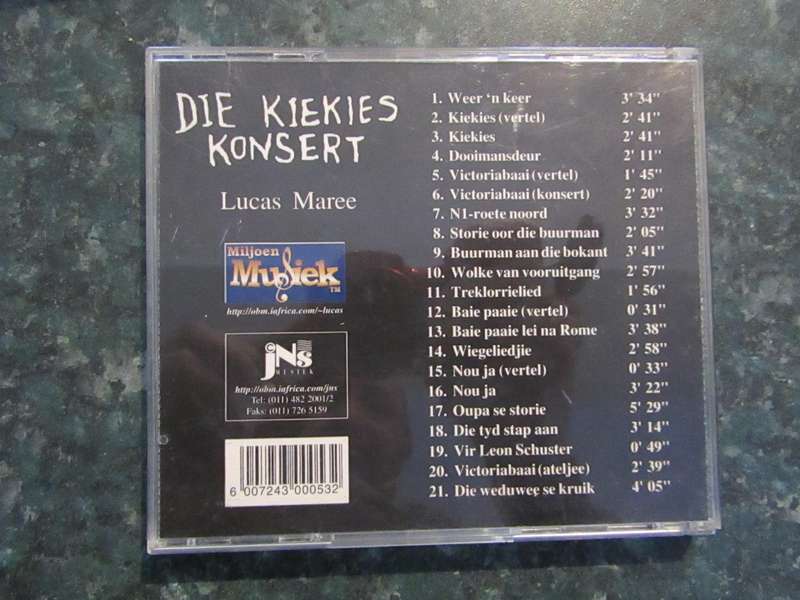 DIE KIEKIES
KONSERT
Lucas Maree
Miljoen
Musiek
TM
http://obm.iafrica.com/~lucas
c
jNs
MUSIEK
http://obm.iafrica.com/jns
Tel: (011) 482 2001/2
Faks: (011) 726 5159
6 007243 000532
1. Weer 'n keer 3' 34"
2. Kiekies (vertel) 2' 41"
3. Kiekies 2' 41"
4. Dooimansdeur 2' 11"
5. Victoriabaai (vertel) 1' 45"
6. Victoriabaai (konsert) 2' 20"
7. N1-roete noord 3' 32"
8. Storie oor die buurman 2' 05"
9. Buurman aan die bokant 3' 41"
10. Wolke van vooruitgang 2' 57"
11. Treklorrielied 1' 56"
12. Baie paaie (vertel) 0' 31"
13. Baie paaie lei na Rome 3' 38"
14. Wiegeliedjie 2' 58"
15. Nou ja (vertel) 0' 33"
16. Nou ja 3' 22"
17. Oupa se storie 5' 29"
18. Die tyd stap aan 3' 14"
19. Vir Leon Schuster 0' 49"
20. Victoriabaai (ateljee) 2' 39"
21. Die weduwee se kruik 4' 05"